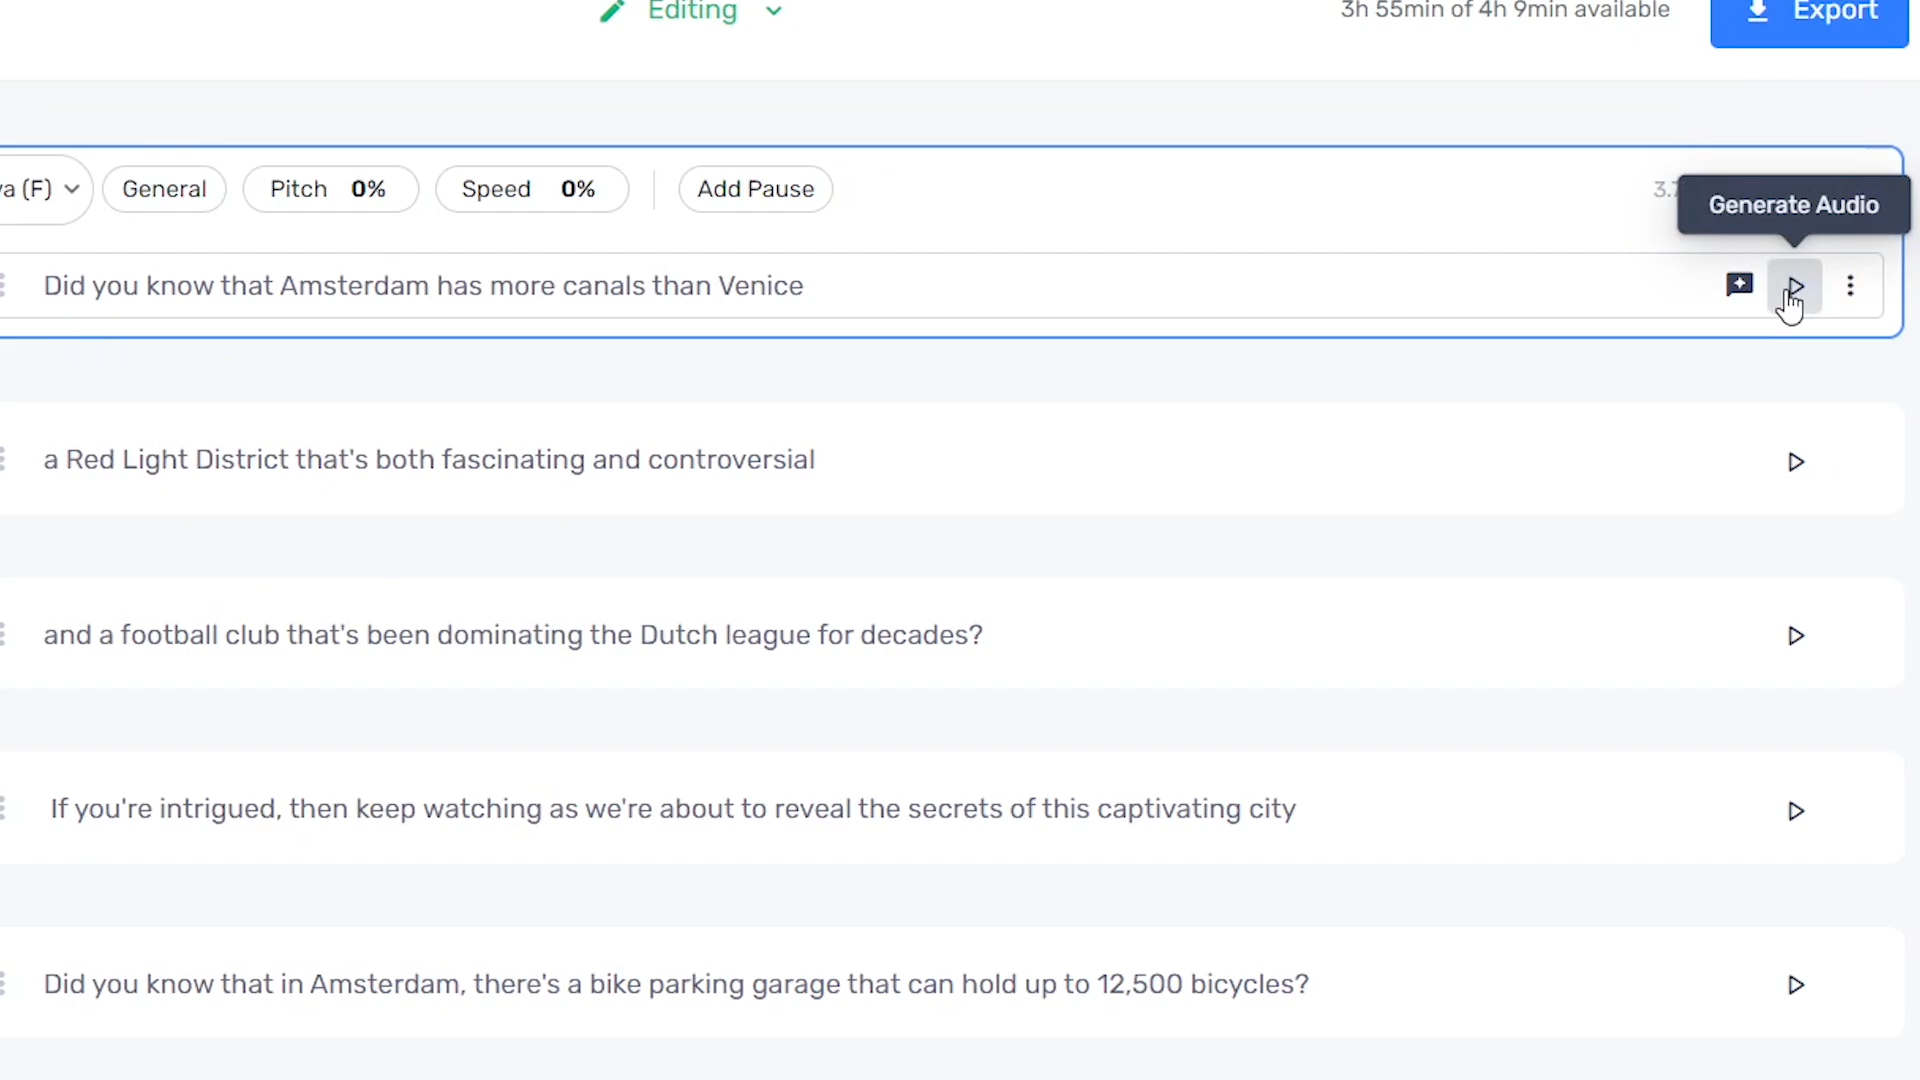 Editing
3h 55min of 4h 9min available
Export
va (F)
General
Pitch 0%
Speed 0%
Add Pause
Generate Audio
Did you know that Amsterdam has more canals than Venice
a Red Light District that's both fascinating and controversial
and a football club that's been dominating the Dutch league for decades?
If you're intrigued, then keep watching as we're about to reveal the secrets of this captivating city
Did you know that in Amsterdam, there's a bike parking garage that can hold up to 12,500 bicycles?